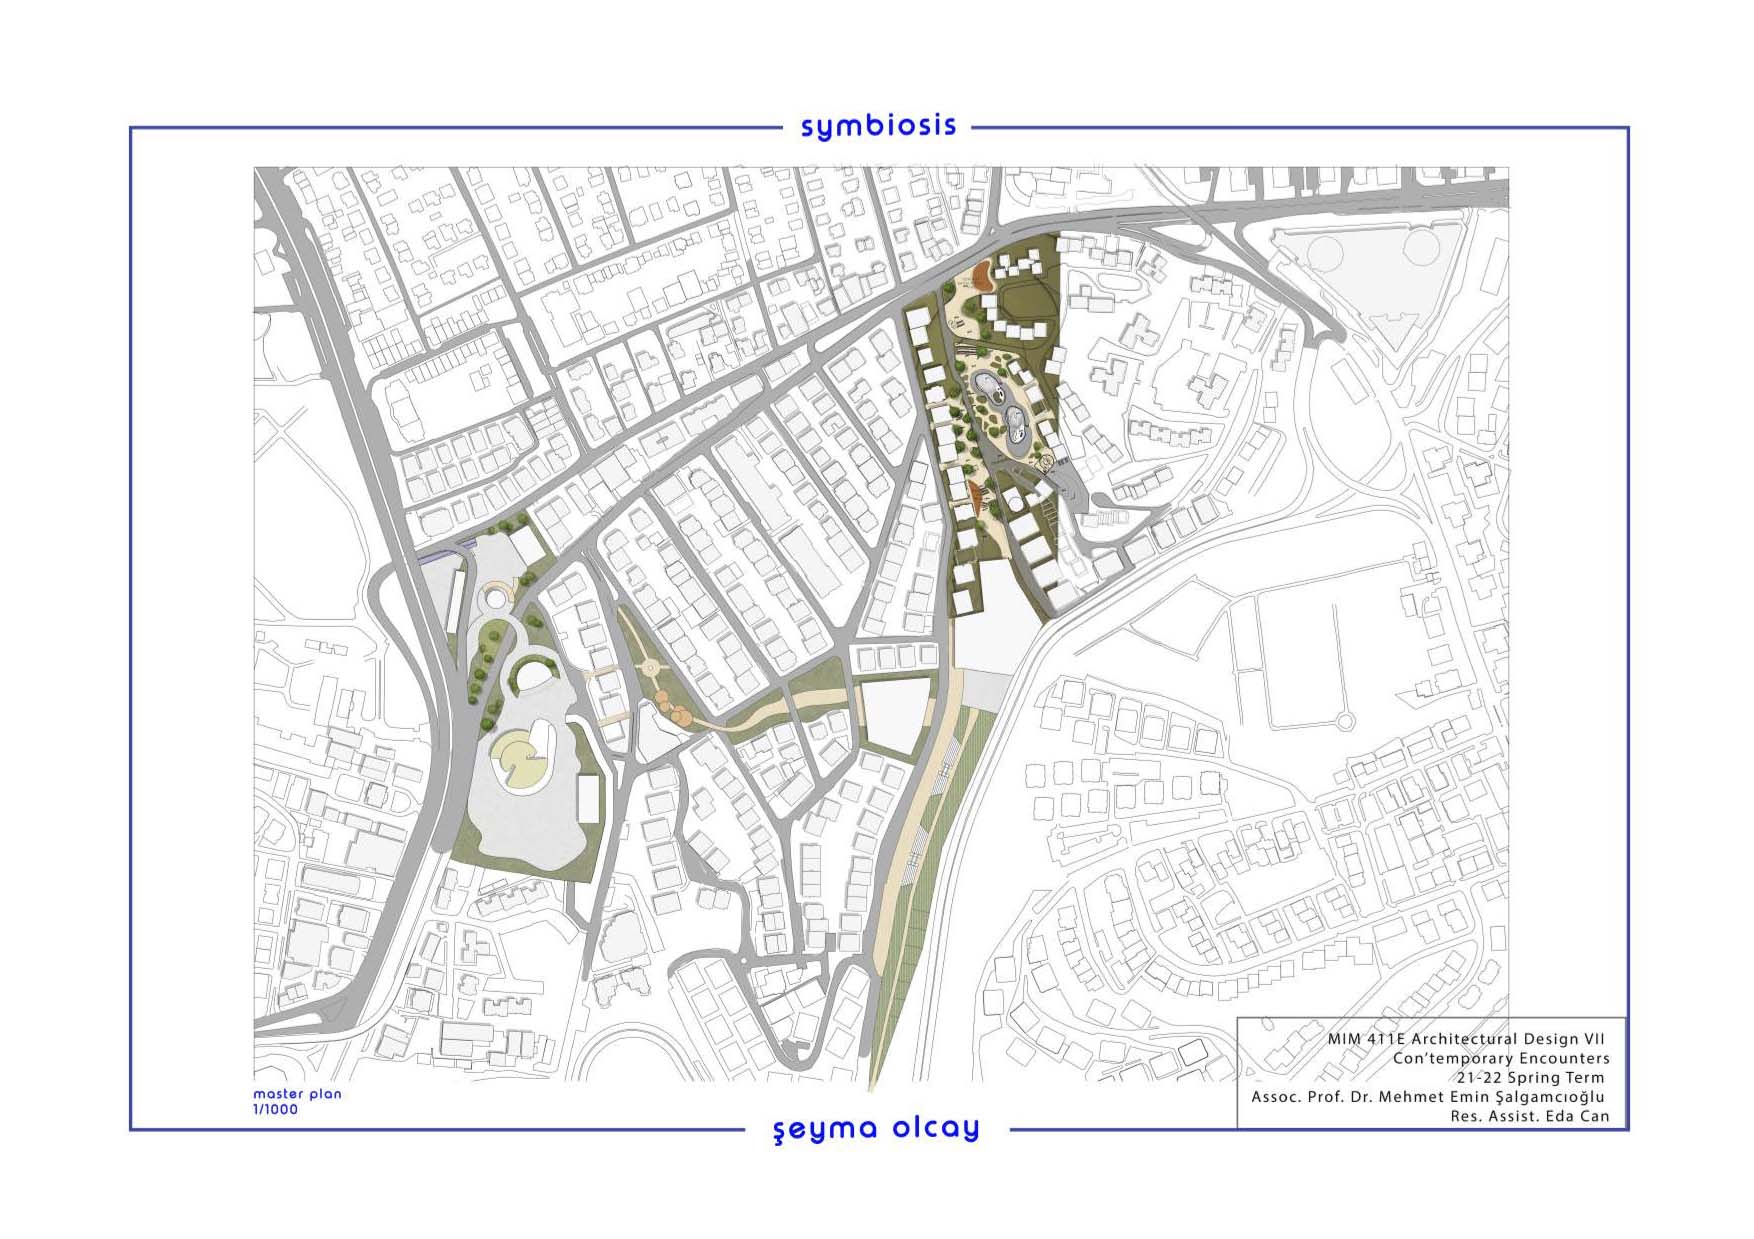 symbiosis
master plan
1/1000
şeyma olcay
MIM 411E Architectural Design VII
Con'temporary Encounters
21-22 Spring Term
Assoc. Prof. Dr. Mehmet Emin Şalgamcıoğlu
Res. Assist. Eda Can